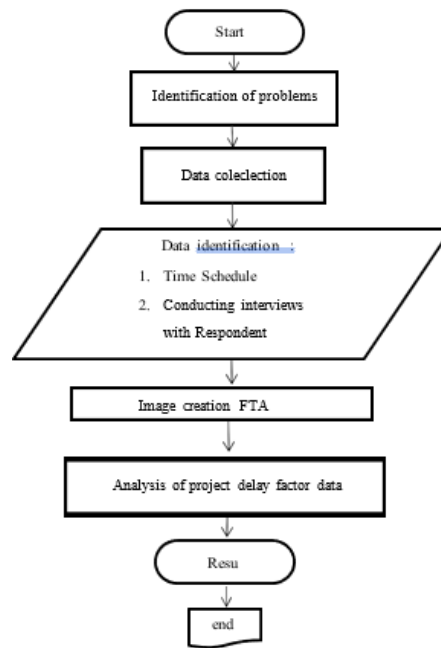 Start
Identification of problems
Data coleclection
Data identification :
1. Time Schedule
2. Conducting interviews
with Respondent
Image creation FTA
Analysis of project delay factor data
Resu
end